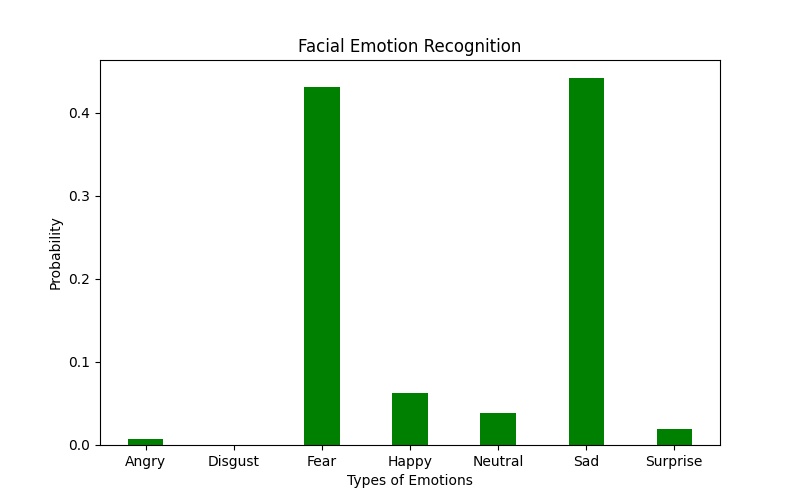 Facial Emotion Recognition
Probability
0.4
0.3
0.2
0.1
0.0
Angry Disgust Fear Happy Neutral Sad Surprise
Types of Emotions